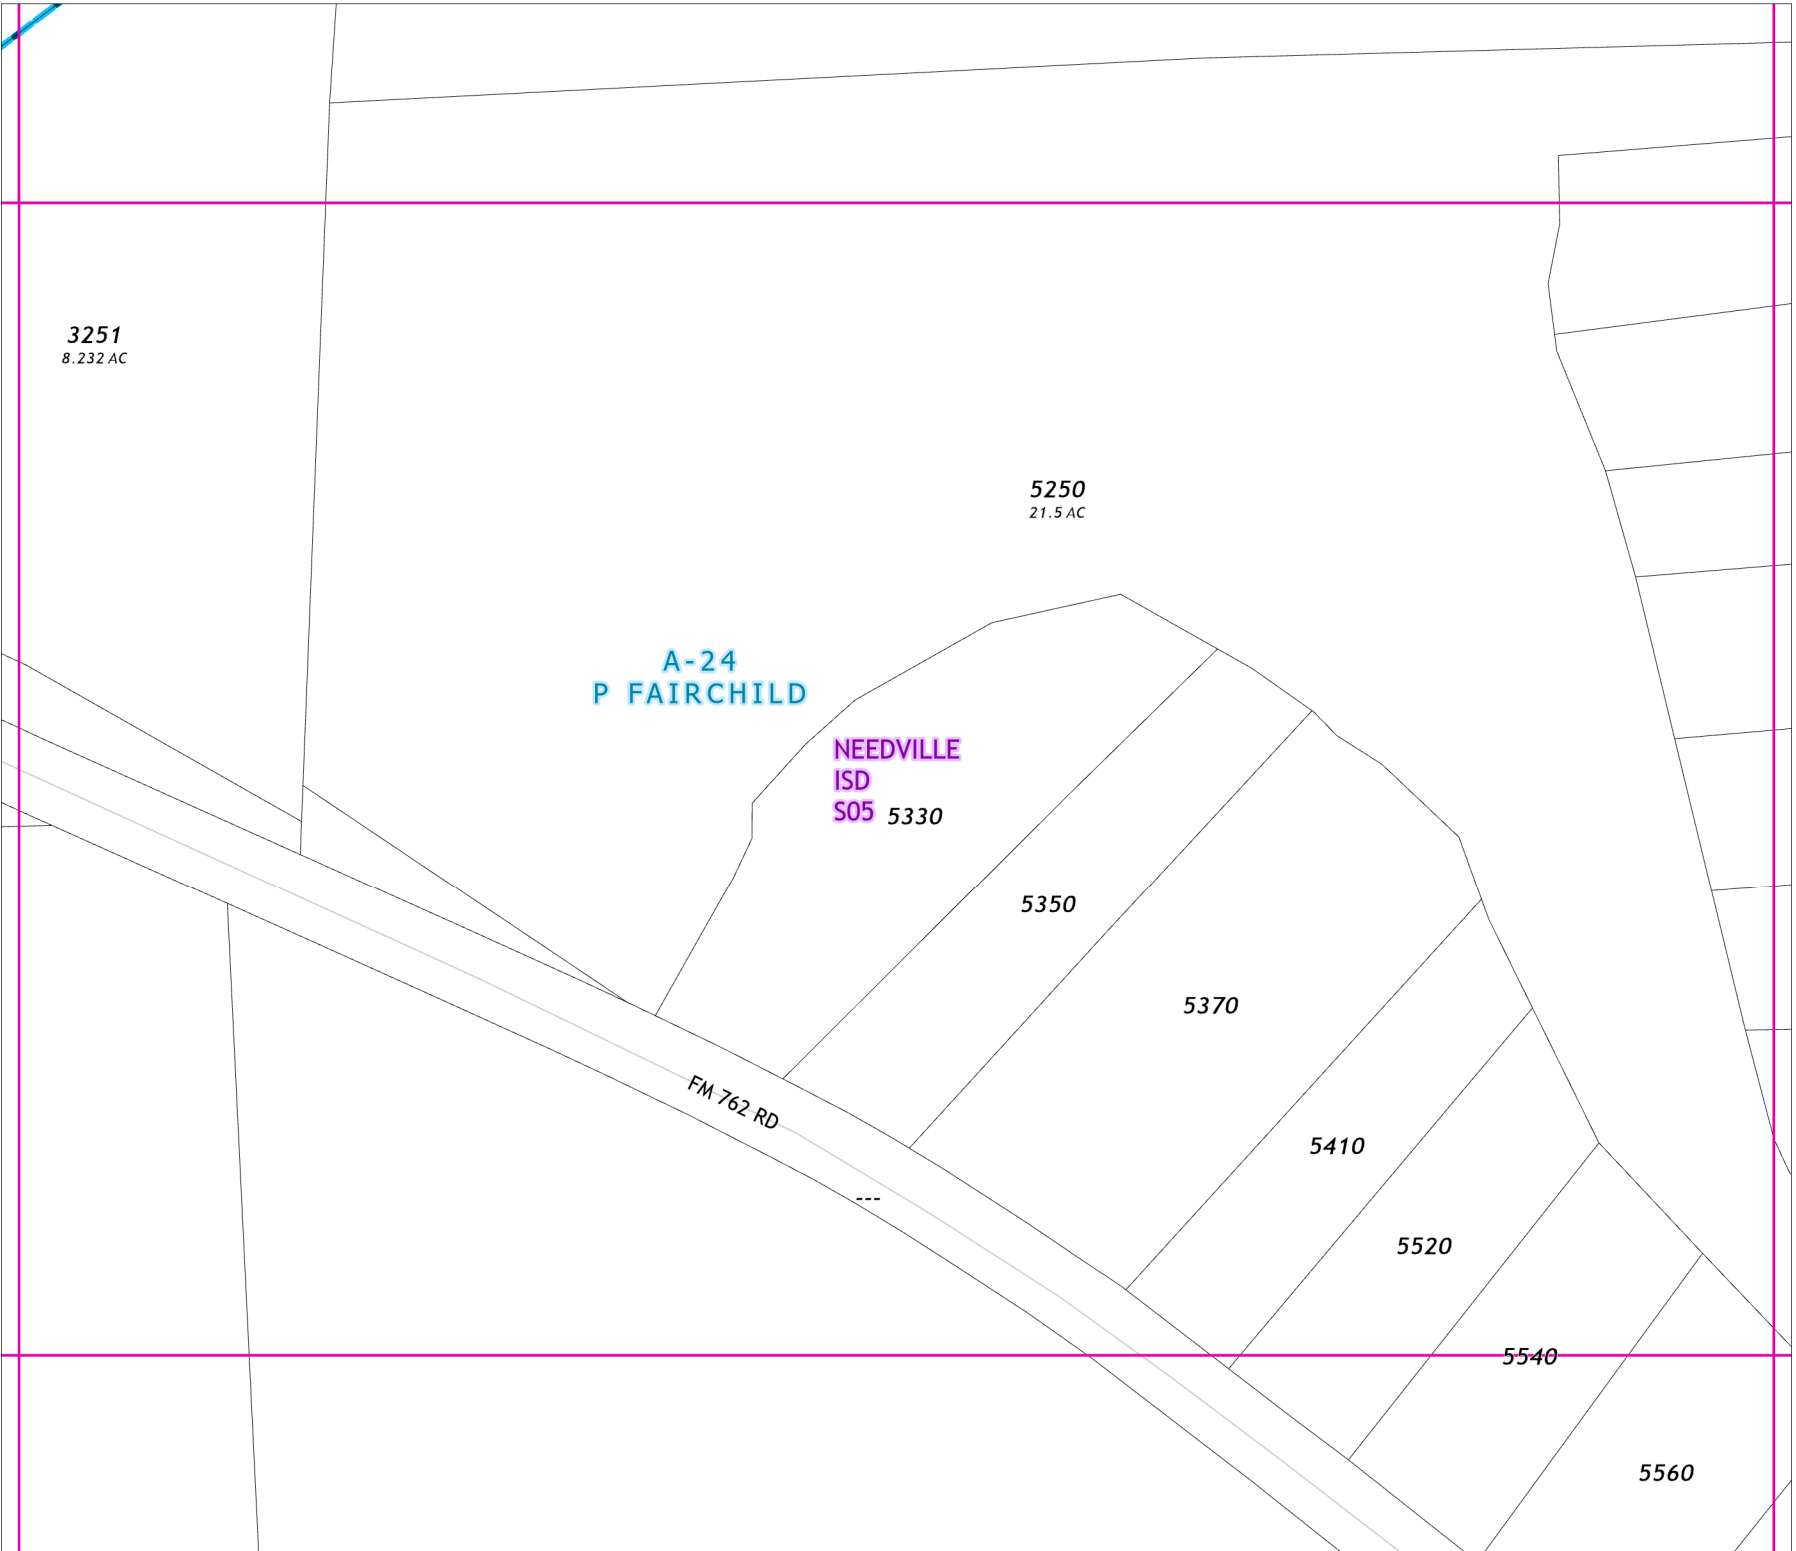 3251
8.232 AC
5250
21.5 AC
A-24
P FAIRCHILD
NEEDVILLE
ISD
S05
5330
5350
5370
FM 762 RD
---
5410
5520
5540
5560